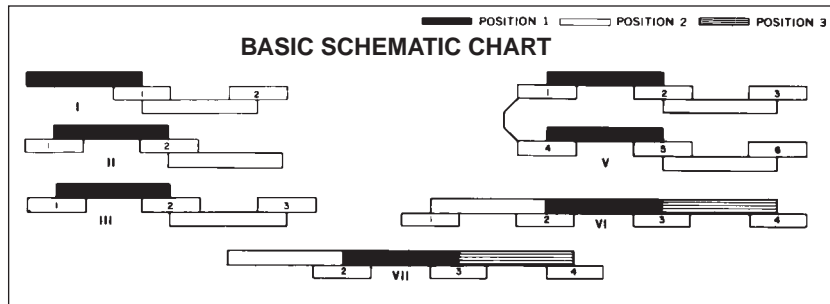 POSITION 1 POSITION 2 POSITION 3
BASIC SCHEMATIC CHART
1 2
I
1 2
II
1 2 3
III
1 2 3
4 5 6
V
1 2 3 4
VI
2 3 4
VII